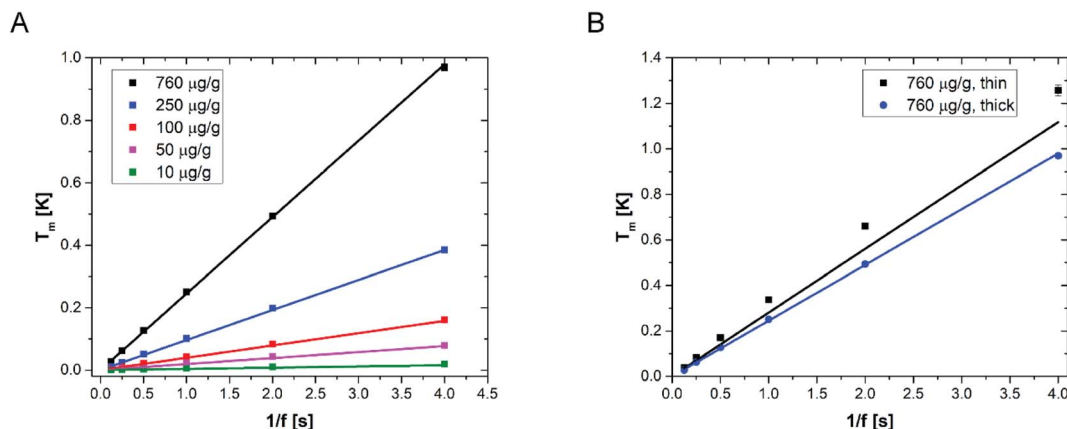 A
B
1.0
0.8
0.6
0.4
0.2
0.0
T_m [K]
760 µg/g
250 µg/g
100 µg/g
50 µg/g
10 µg/g
0.0 0.5 1.0 1.5 2.0 2.5 3.0 3.5 4.0 4.5
1/f [s]
1.4
1.2
1.0
0.8
0.6
0.4
0.2
0.0
T_m [K]
760 µg/g, thin
760 µg/g, thick
0.0 0.5 1.0 1.5 2.0 2.5 3.0 3.5 4.0
1/f [s]